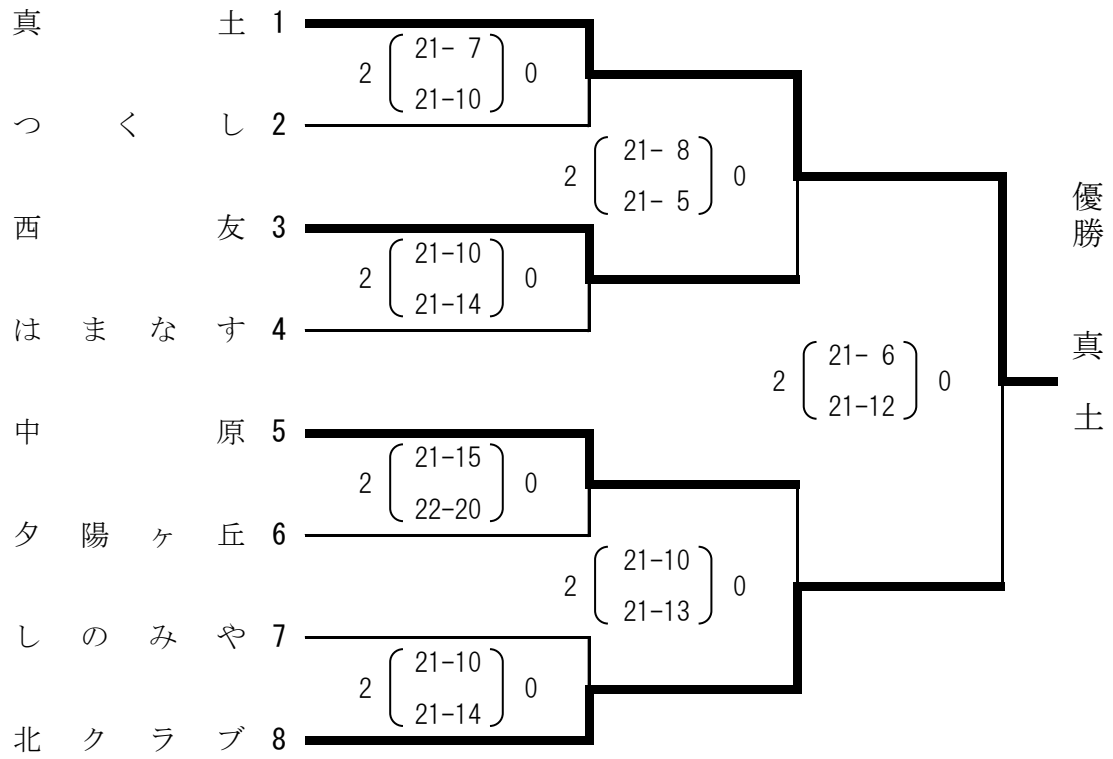 真土 1
2 21- 7 0
21-10
つくし 2
2 21- 8 0
21- 5
西友 3
2 21-10 0
21-14
はまなす 4
2 21- 6 0
21-12
優勝 真土
中原 5
2 21-15 0
22-20
夕陽ヶ丘 6
2 21-10 0
21-13
しのみや 7
2 21-10 0
21-14
北クラブ 8